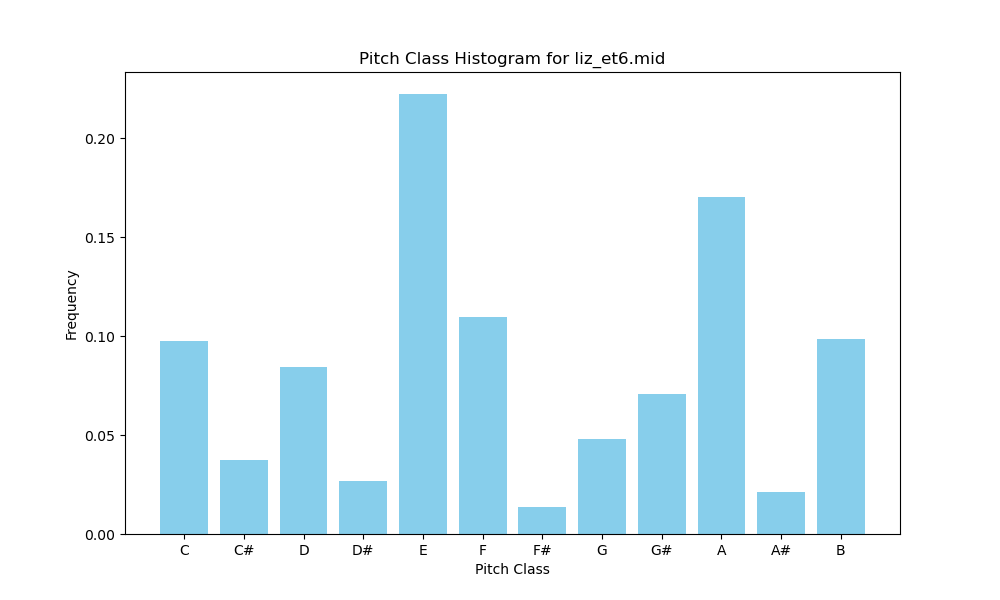 Pitch Class Histogram for liz_et6.mid
Frequency
0.20
0.15
0.10
0.05
0.00
C C# D D# E F F# G G# A A# B
Pitch Class